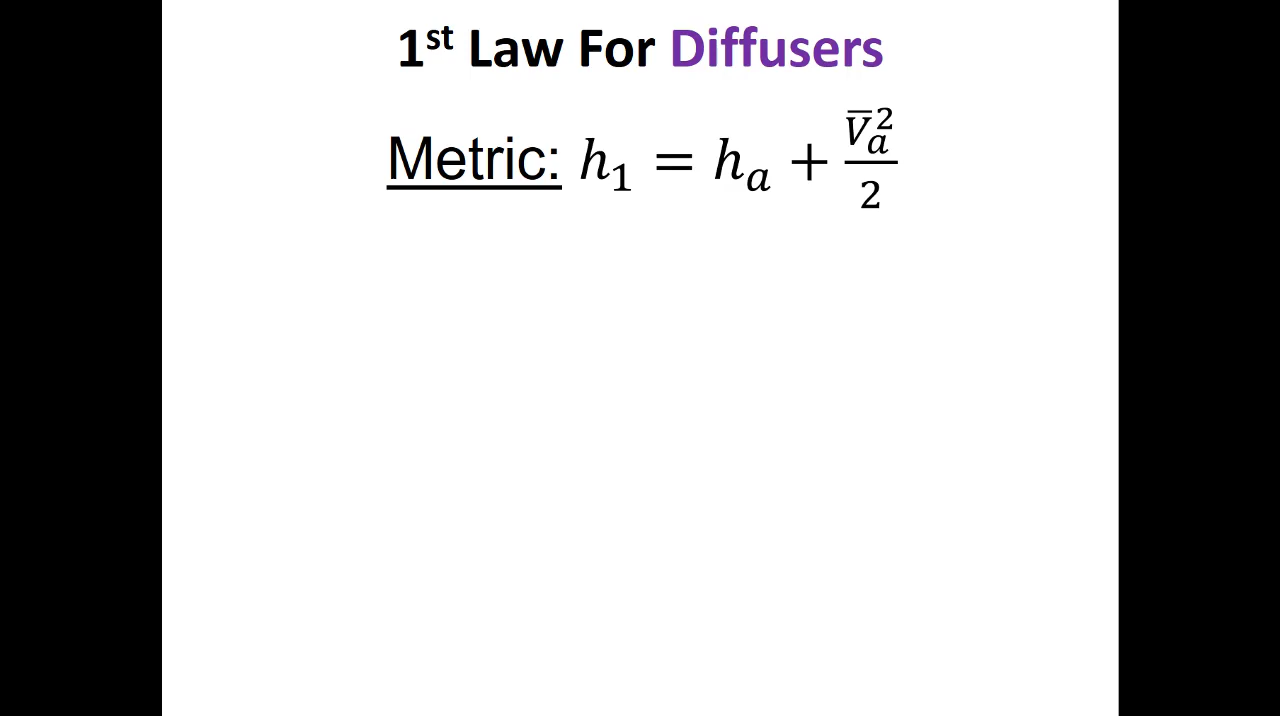 1st Law For Diffusers
Metric: h₁ = hₐ + V̅ₐ²/2